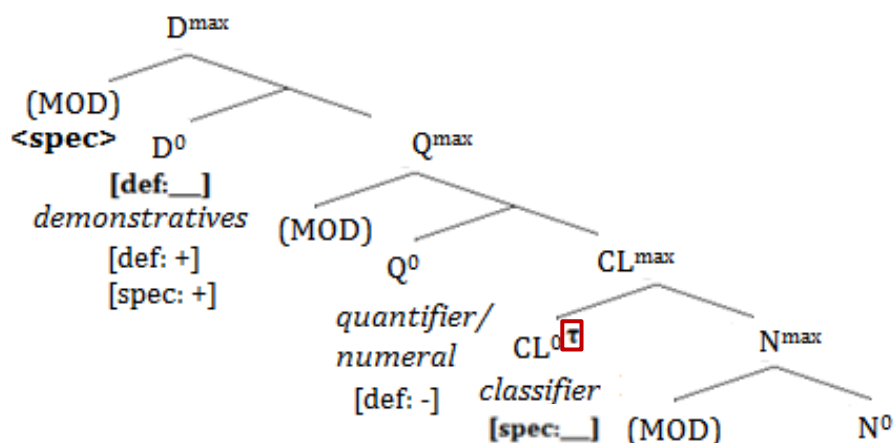 Dmax
(MOD)
<spec>
D0
[def:__]
demonstratives
[def: +]
[spec: +]
Qmax
(MOD)
Q0
quantifier/
numeral
[def: -]
CLmax
CL0 τ
classifier
[spec:__]
Nmax
(MOD)
N0